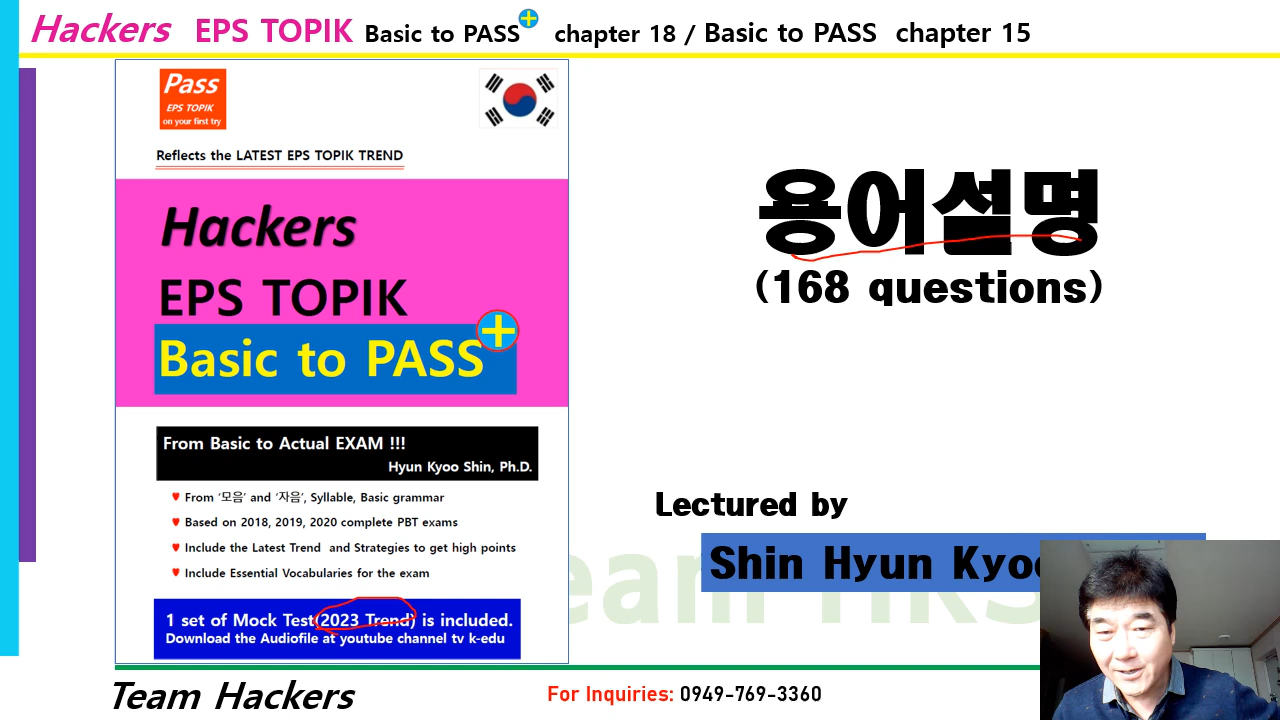 Hackers EPS TOPIK Basic to PASS+ chapter 18 / Basic to PASS chapter 15
Pass
EPS TOPIK
on your first try
Reflects the LATEST EPS TOPIK TREND
Hackers
EPS TOPIK
Basic to PASS+
From Basic to Actual EXAM !!!
Hyun Kyoo Shin, Ph.D.
♥ From ‘모음’ and ‘자음’, Syllable, Basic grammar
♥ Based on 2018, 2019, 2020 complete PBT exams
♥ Include the Latest Trend and Strategies to get high points
♥ Include Essential Vocabularies for the exam
1 set of Mock Test(2023 Trend) is included.
Download the Audiofile at youtube channel tv k-edu
용어설명
(168 questions)
Lectured by
Shin Hyun Kyoo
Team Hackers
For Inquiries: 0949-769-3360